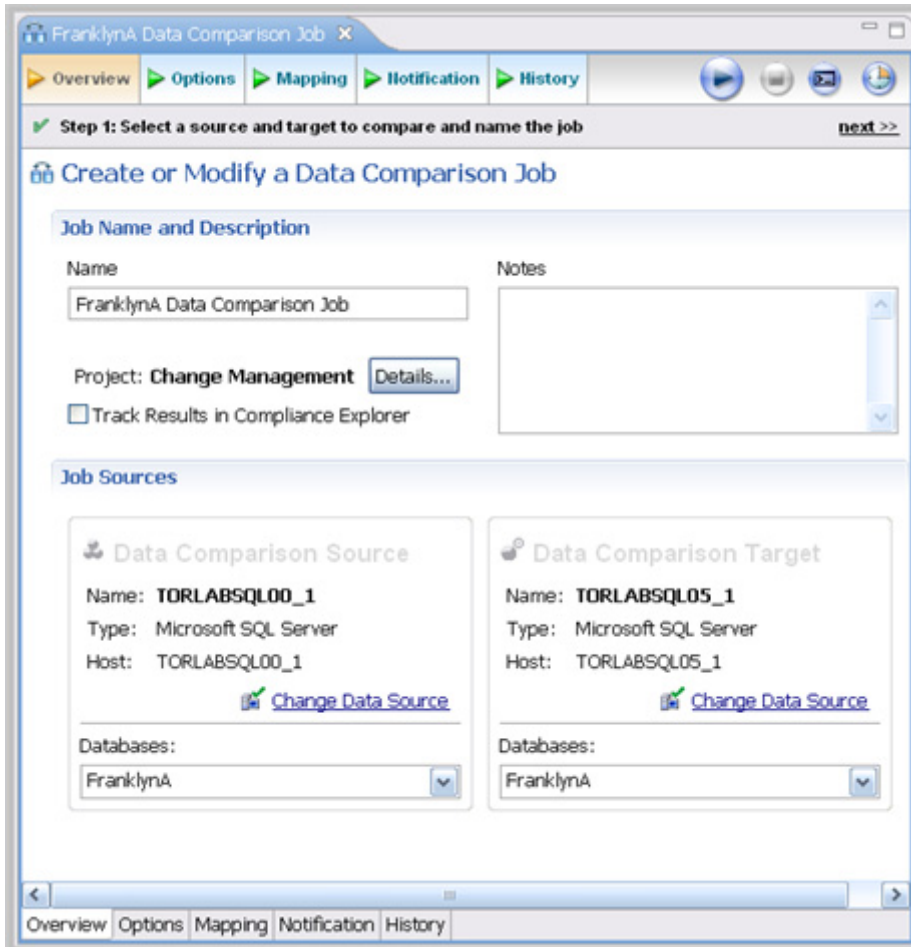 FranklynA Data Comparison Job
Overview Options Mapping Notification History
Step 1: Select a source and target to compare and name the job next >>
Create or Modify a Data Comparison Job
Job Name and Description
Name Notes
FranklynA Data Comparison Job
Project: Change Management Details...
Track Results in Compliance Explorer
Job Sources
Data Comparison Source
Name: TORLABSQL00_1
Type: Microsoft SQL Server
Host: TORLABSQL00_1
Change Data Source
Databases:
FranklynA
Data Comparison Target
Name: TORLABSQL05_1
Type: Microsoft SQL Server
Host: TORLABSQL05_1
Change Data Source
Databases:
FranklynA
Overview Options Mapping Notification History